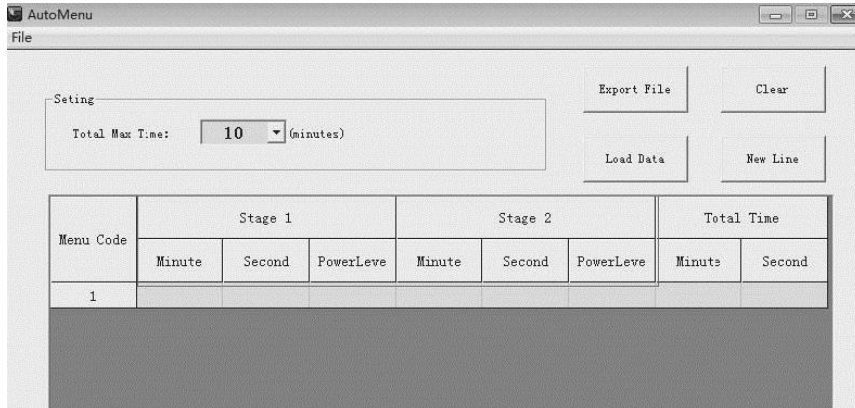 AutoMenu
File
Seting
Total Max Time: 10 (minutes)
Export File Clear
Load Data New Line
Menu Code Stage 1 Stage 2 Total Time
Minute Second PowerLeve Minute Second PowerLeve Minute Second
1